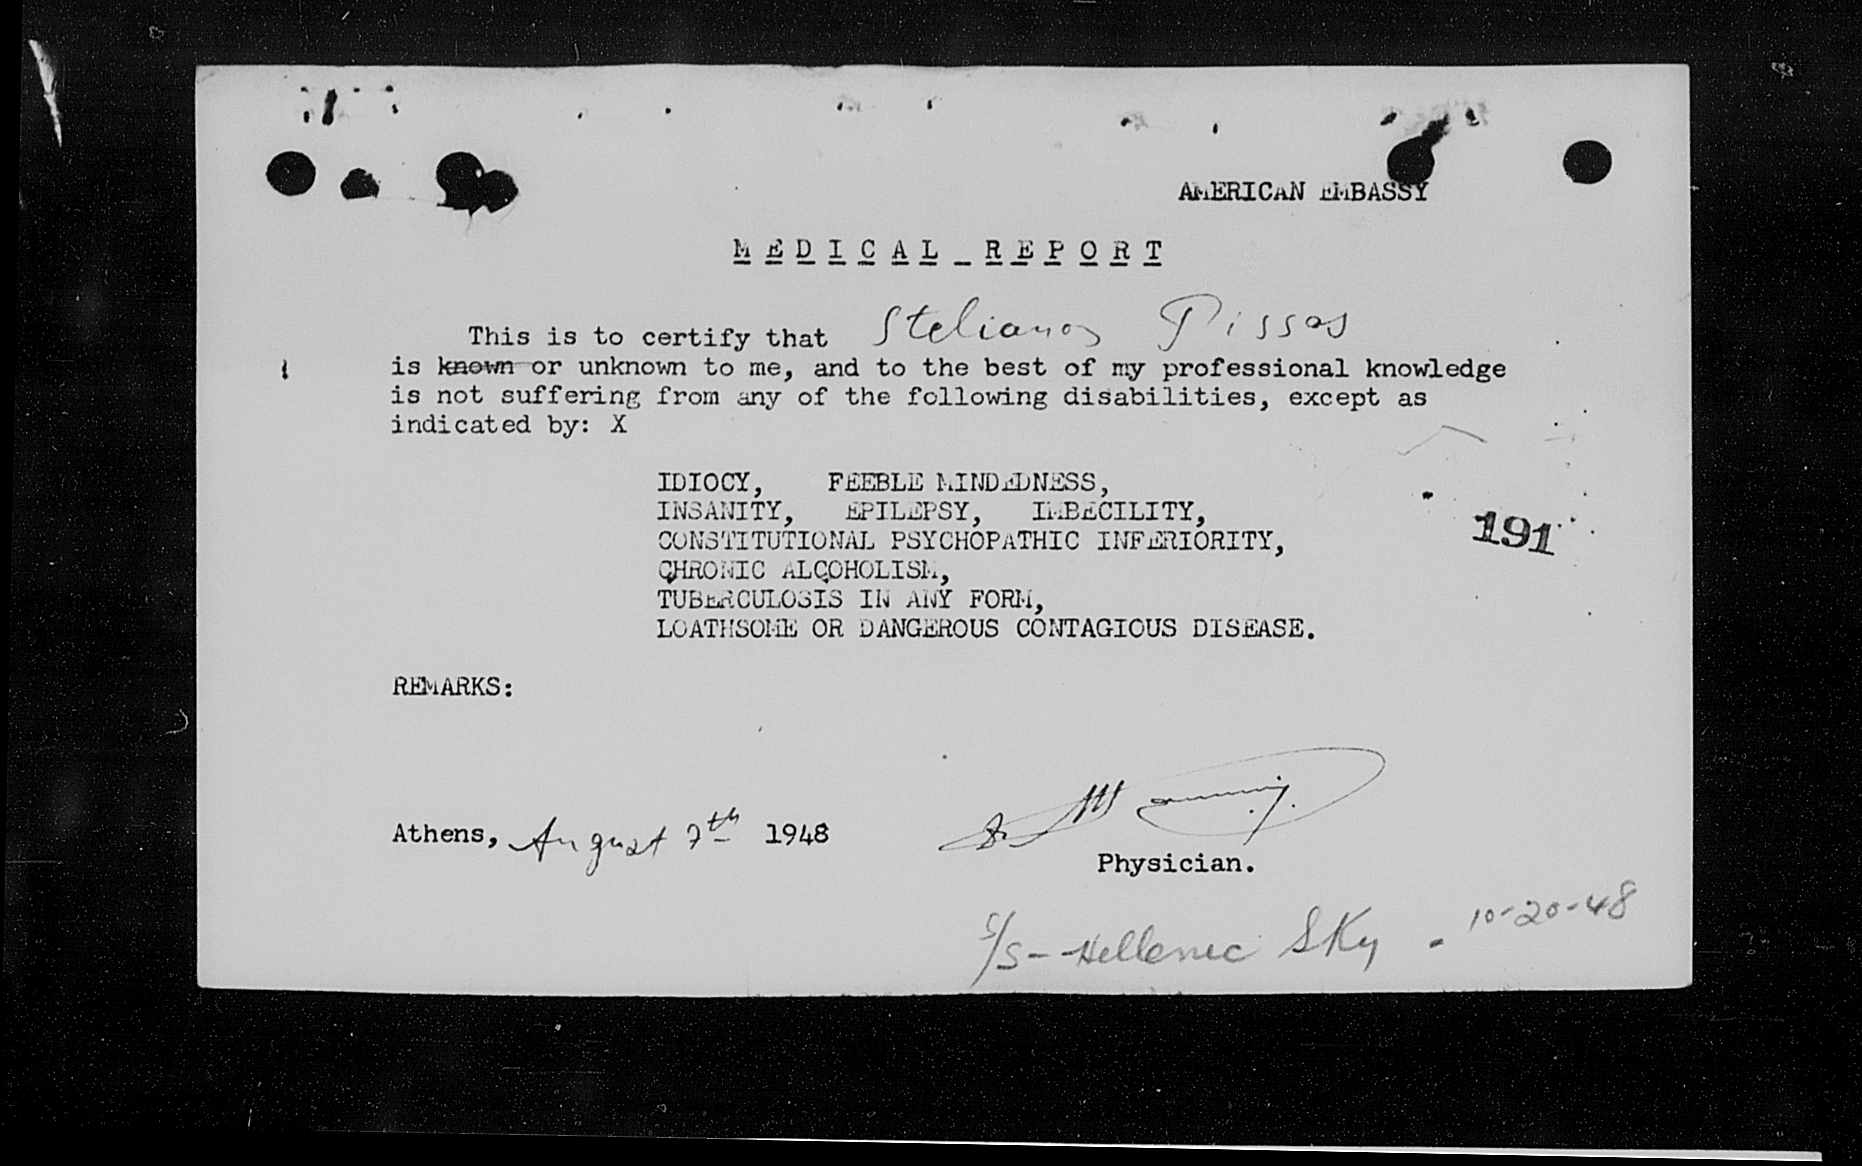 AMERICAN EMBASSY
MEDICAL REPORT
This is to certify that Stelianos Pissas
is known or unknown to me, and to the best of my professional knowledge
is not suffering from any of the following disabilities, except as
indicated by: X
IDIOCY, FEEBLE MINDEDNESS,
INSANITY, EPILEPSY, IMBECILITY,
CONSTITUTIONAL PSYCHOPATHIC INFERIORITY,
CHRONIC ALCOHOLISM,
TUBERCULOSIS IN ANY FORM,
LOATHSOME OR DANGEROUS CONTAGIOUS DISEASE.
191
REMARKS:
Athens, August 7th 1948
Physician.
S/S - Hellenic Sky - 10-20-48